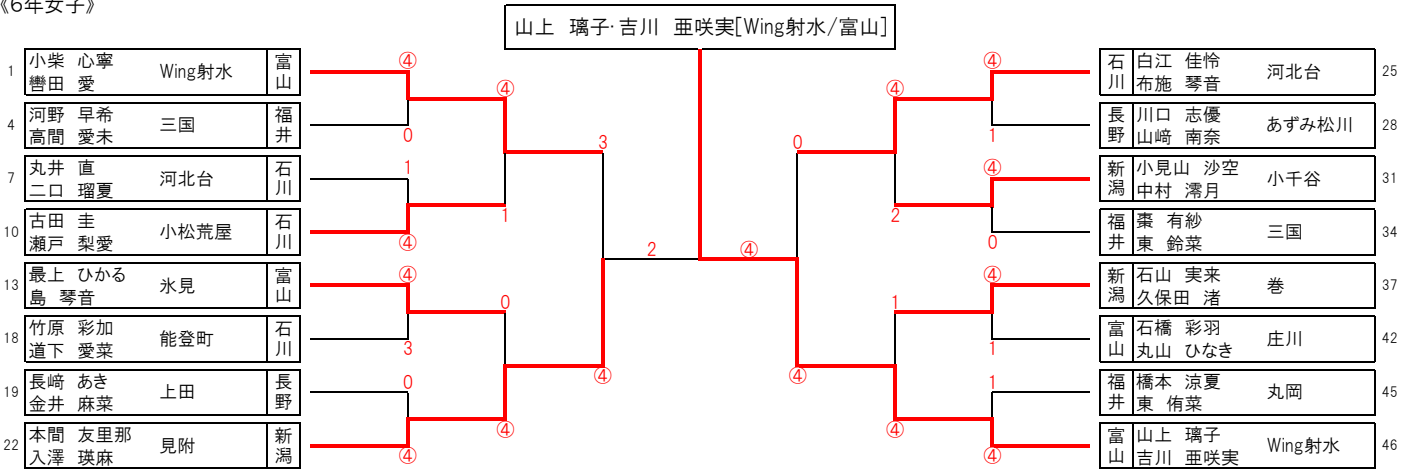 《6年女子》
山上 璃子・吉川 亜咲実[Wing射水/富山]
1 小柴 心寧 轡田 愛 Wing射水 富山
4 河野 早希 高間 愛未 三国 福井
7 丸井 直 二口 瑠夏 河北台 石川
10 古田 圭 瀬戸 梨愛 小松荒屋 石川
13 最上 ひかる 島 琴音 氷見 富山
18 竹原 彩加 道下 愛菜 能登町 石川
19 長﨑 あき 金井 麻菜 上田 長野
22 本間 友里那 入澤 瑛麻 見附 新潟
④
0
1
④
④
3
0
④
④
1
0
④
3
④
2
④
0
④
④
2
1
④
④
1
④
0
④
1
1
④
石川 白江 佳怜 布施 琴音 河北台 25
長野 川口 志優 山﨑 南奈 あずみ松川 28
新潟 小見山 沙空 中村 澪月 小千谷 31
福井 棗 有紗 東 鈴菜 三国 34
新潟 石山 実来 久保田 渚 巻 37
富山 石橋 彩羽 丸山 ひなき 庄川 42
福井 橋本 涼夏 東 侑菜 丸岡 45
富山 山上 璃子 吉川 亜咲実 Wing射水 46